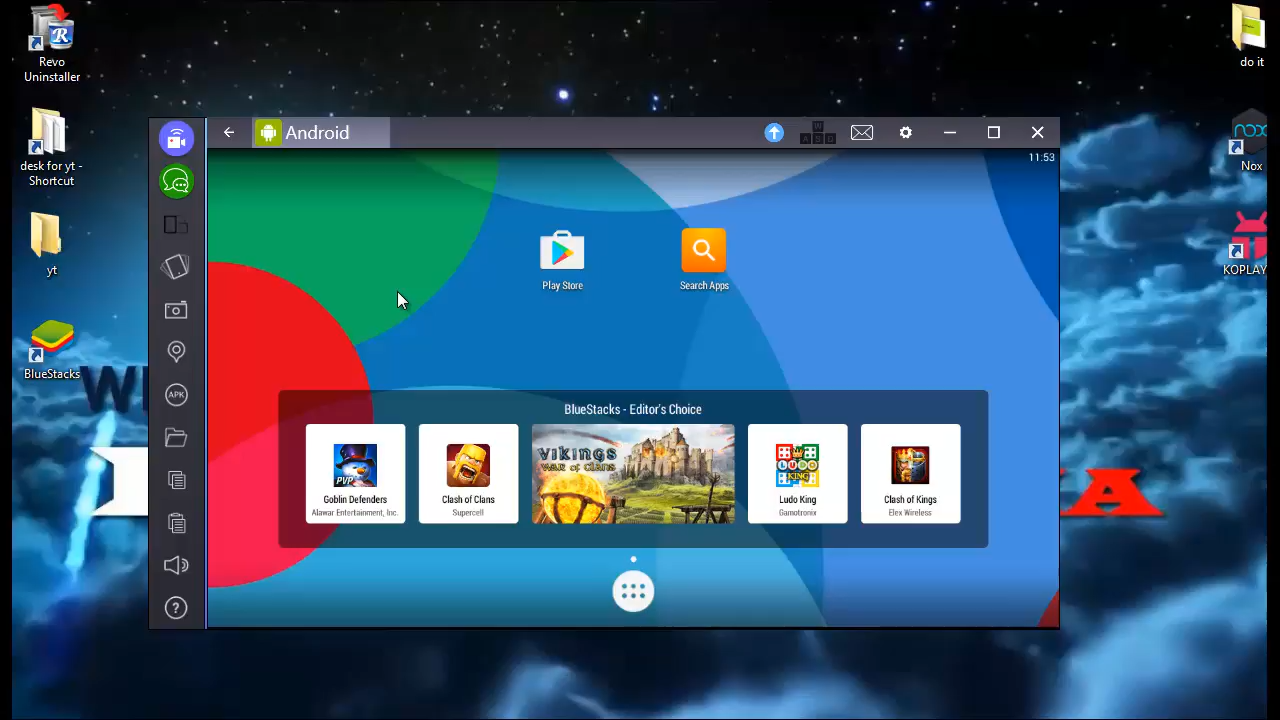 Revo
Uninstaller
desk for yt -
Shortcut
yt
BlueStacks
Android
11:53
Play Store
Search Apps
BlueStacks - Editor's Choice
PVP
Goblin Defenders
Alawar Entertainment, Inc.
Clash of Clans
Supercell
VIKINGS
WAR OF CLANS
LUDO
KING
Ludo King
Gamotronix
Clash of Kings
Elex Wireless
APK
do it
nox
Nox
KOPLAY
A